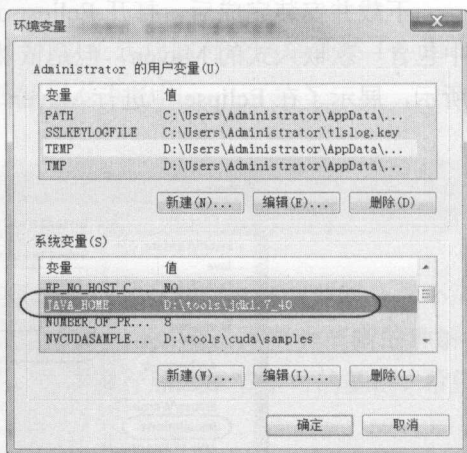 环境变量
Administrator 的用户变量(U)
变量 值
PATH C:\Users\Administrator\AppData\...
SSLKEYLOGFILE C:\Users\Administrator\tlslog.key
TEMP D:\Users\Administrator\AppData\...
TMP D:\Users\Administrator\AppData\...
新建(N)... 编辑(E)... 删除(D)
系统变量(S)
变量 值
FP_NO_HOST_C... NO
JAVA_HOME D:\tools\jdk1.7_40
NUMBER_OF_PR... 8
NVCUDASAMPLE... D:\tools\cuda\samples
新建(W)... 编辑(I)... 删除(L)
确定 取消